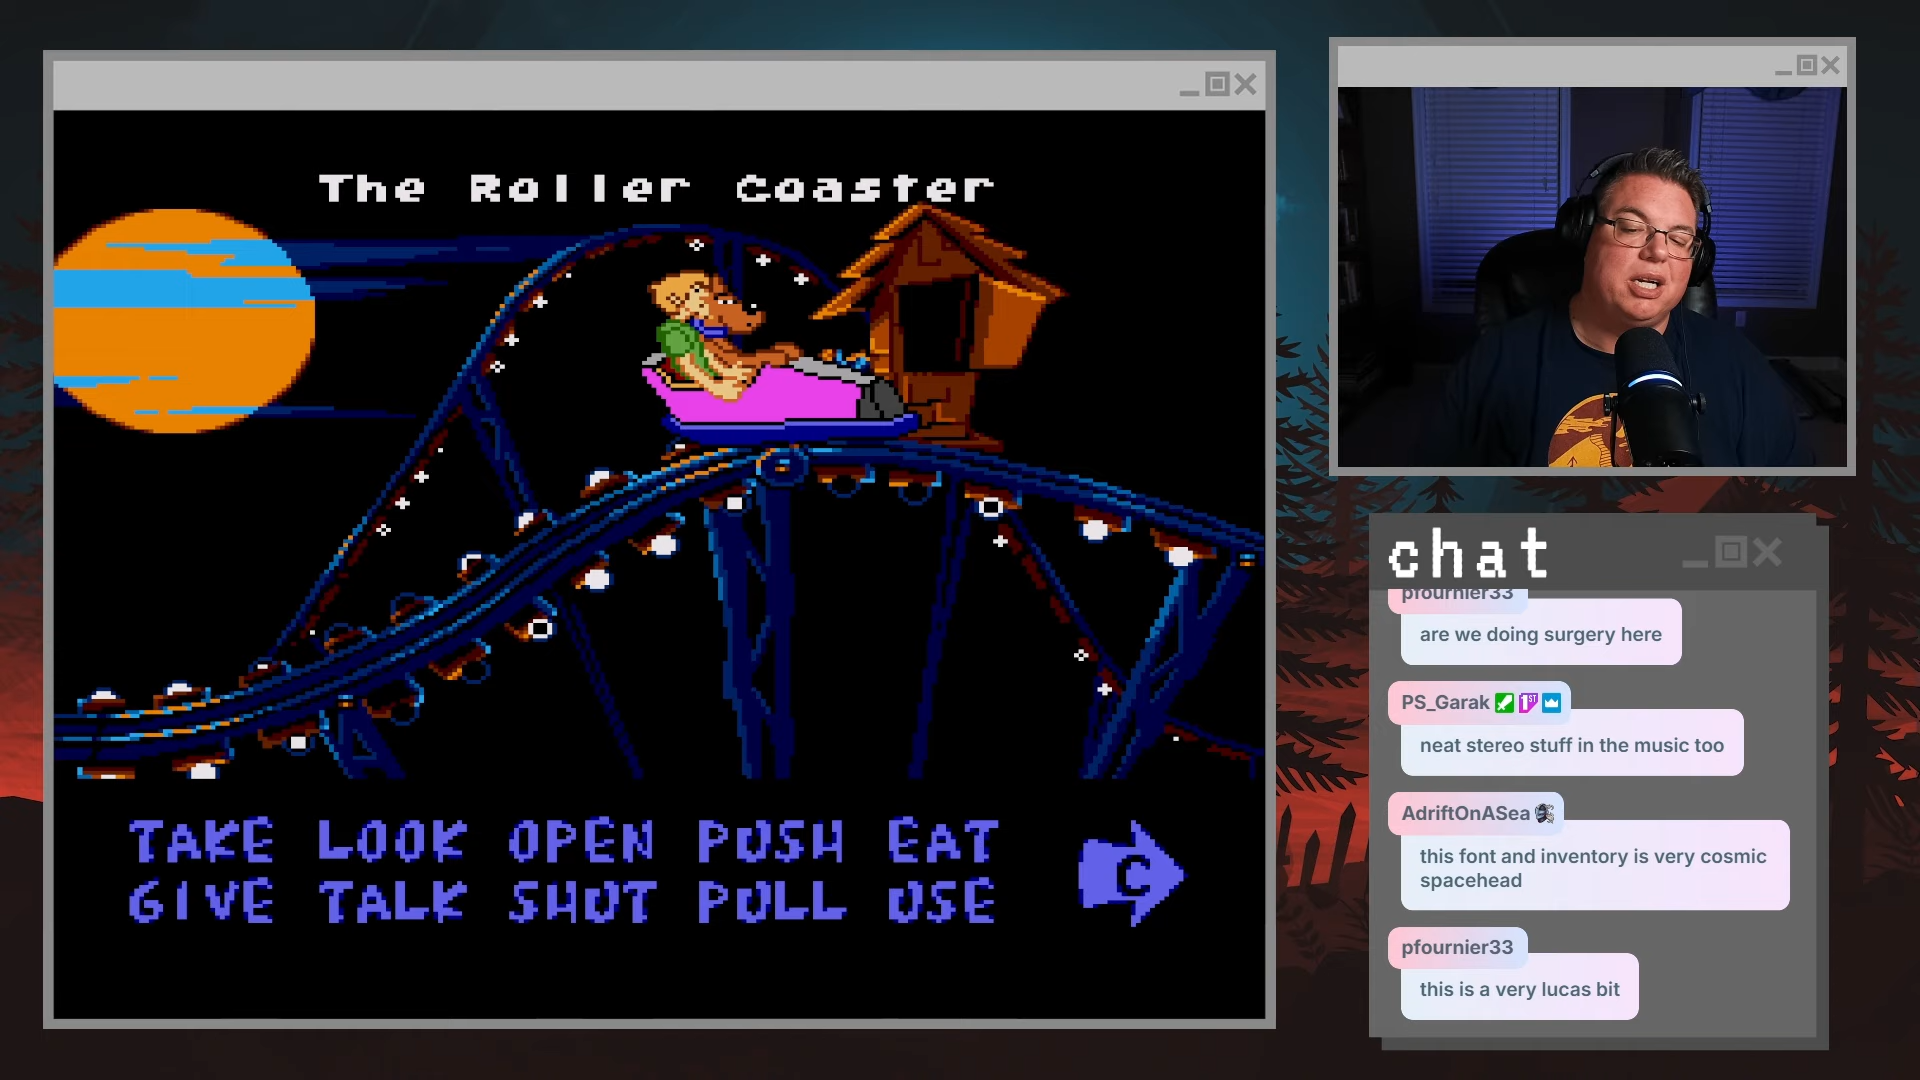 The Roller Coaster
TAKE LOOK OPEN PUSH EAT
GIVE TALK SHUT PULL USE
C
chat
pfournier33
are we doing surgery here
PS_Garak
1ST
neat stereo stuff in the music too
AdriftOnASea
this font and inventory is very cosmic
spacehead
pfournier33
this is a very lucas bit